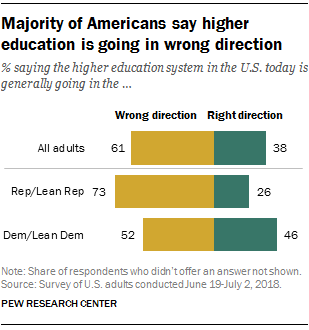 Majority of Americans say higher
education is going in wrong direction
% saying the higher education system in the U.S. today is
generally going in the ...
Wrong direction Right direction
All adults 61 38
Rep/Lean Rep 73 26
Dem/Lean Dem 52 46
Note: Share of respondents who didn't offer an answer not shown.
Source: Survey of U.S. adults conducted June 19-July 2, 2018.
PEW RESEARCH CENTER